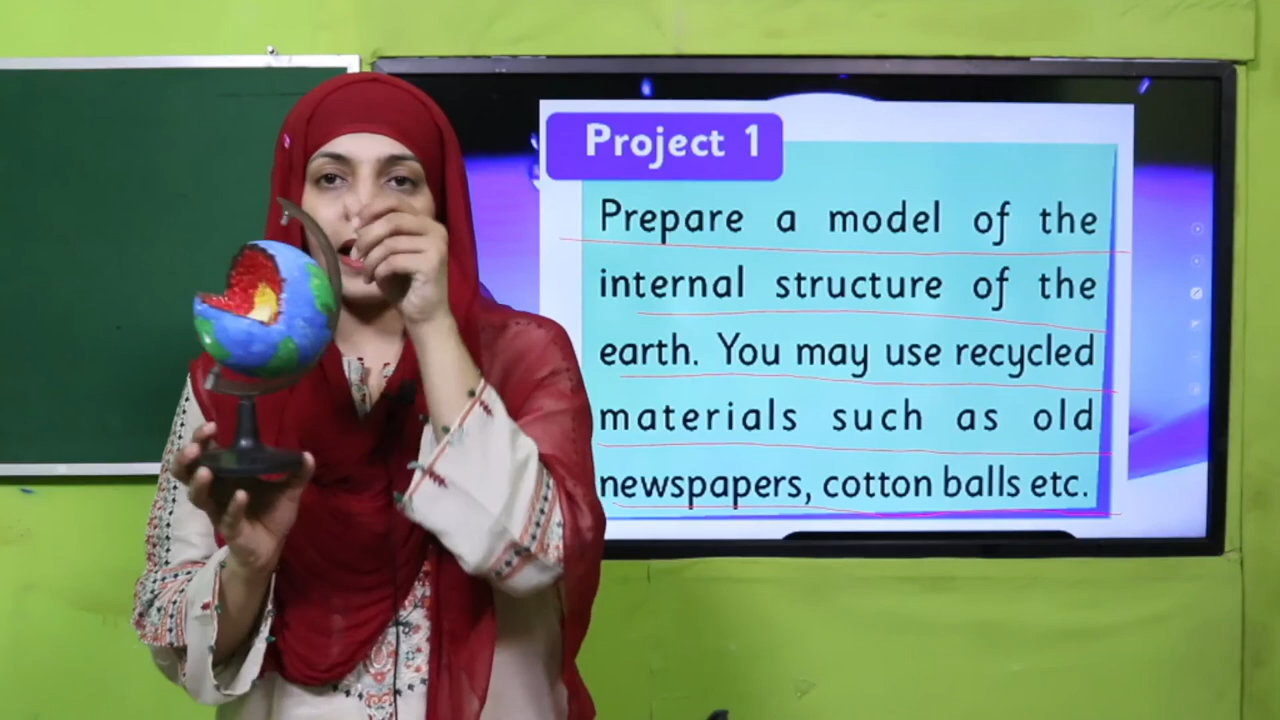 Project 1
Prepare a model of the
internal structure of the
earth. You may use recycled
materials such as old
newspapers, cotton balls etc.